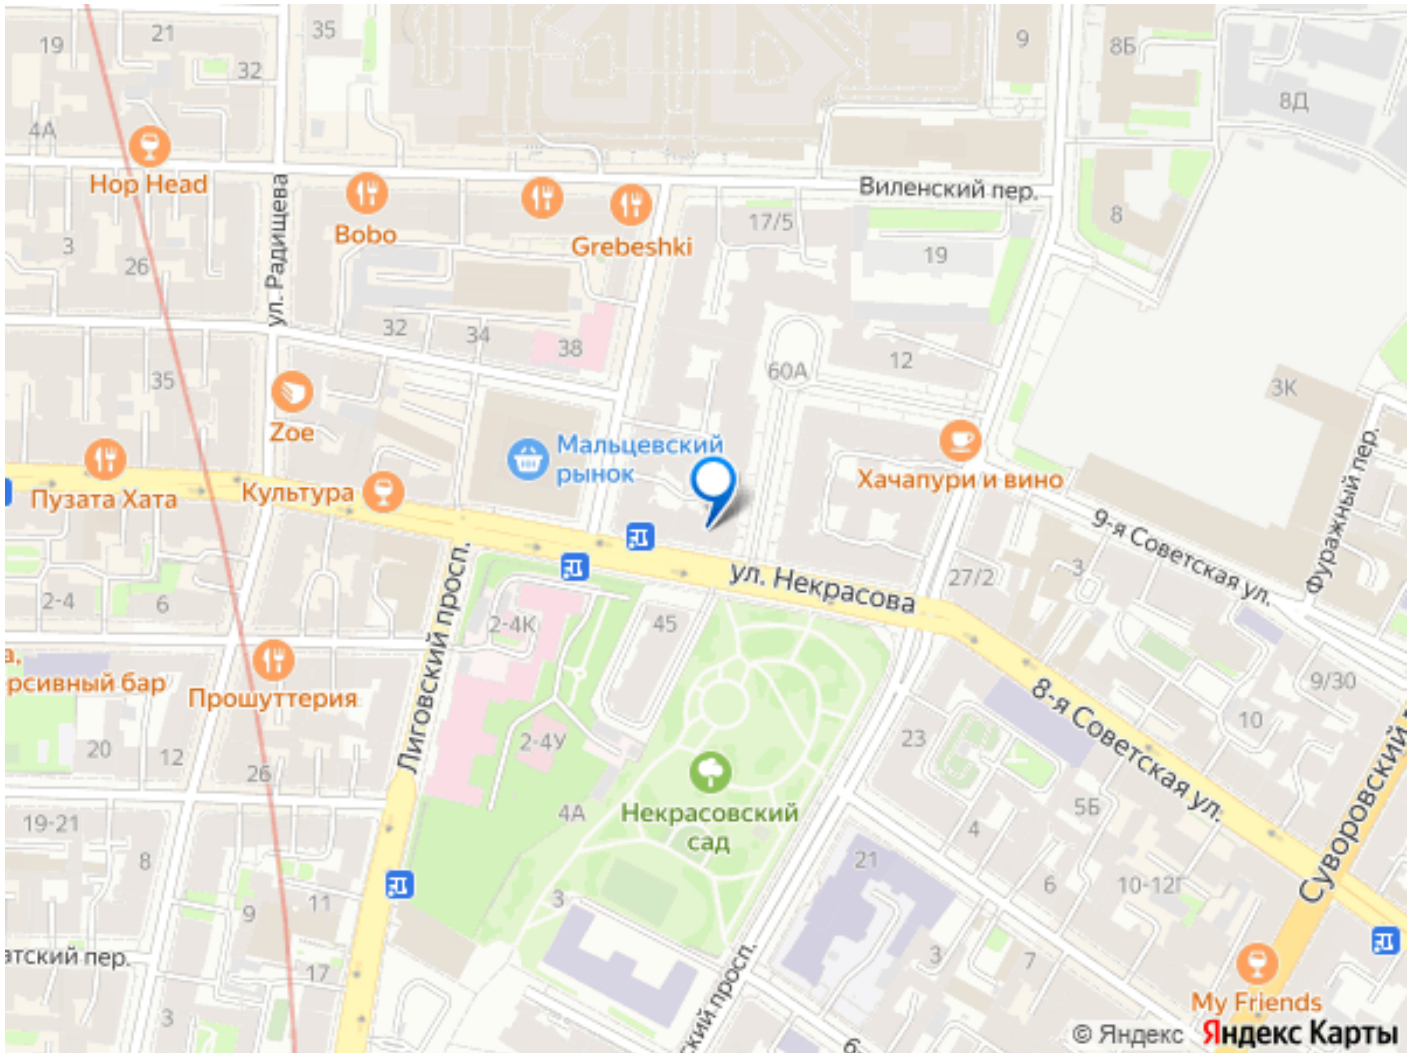 19
21
35
9
8Б
32
8Д
4А
Hop Head
Виленский пер.
ул. Радищева
Bobo
Grebeshki
17/5
8
3
26
19
32
34
38
12
60А
35
3К
Zoe
Мальцевский
рынок
Пузата Хата
Культура
Хачапури и вино
Фуражный пер.
9-я Советская ул.
ул. Некрасова
27/2
3
2-4
6
2-4К
45
Лиговский просп.
а,
рсивный бар
Прошуттерия
9/30
8-я Советская ул.
10
20
12
26
2-4У
23
Суворовский п
Некрасовский
сад
4А
5Б
19-21
4
8
21
6
10-12Г
9
11
3
атский пер.
17
3
7
ский просп.
My Friends
3
6-
© Яндекс Яндекс Карты